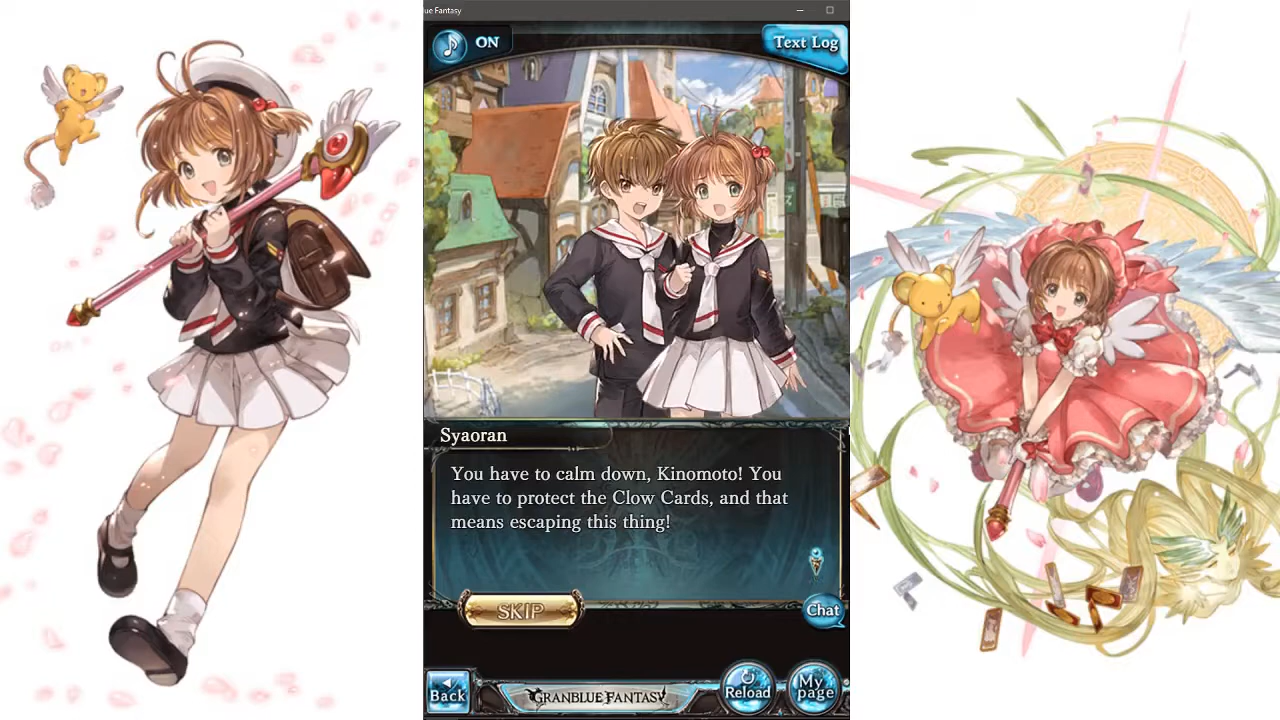 ue Fantasy
ON
Text Log
Syaoran
You have to calm down, Kinomoto! You
have to protect the Clow Cards, and that
means escaping this thing!
SKIP
Chat
Back
GRANBLUE FANTASY
Reload
My
page